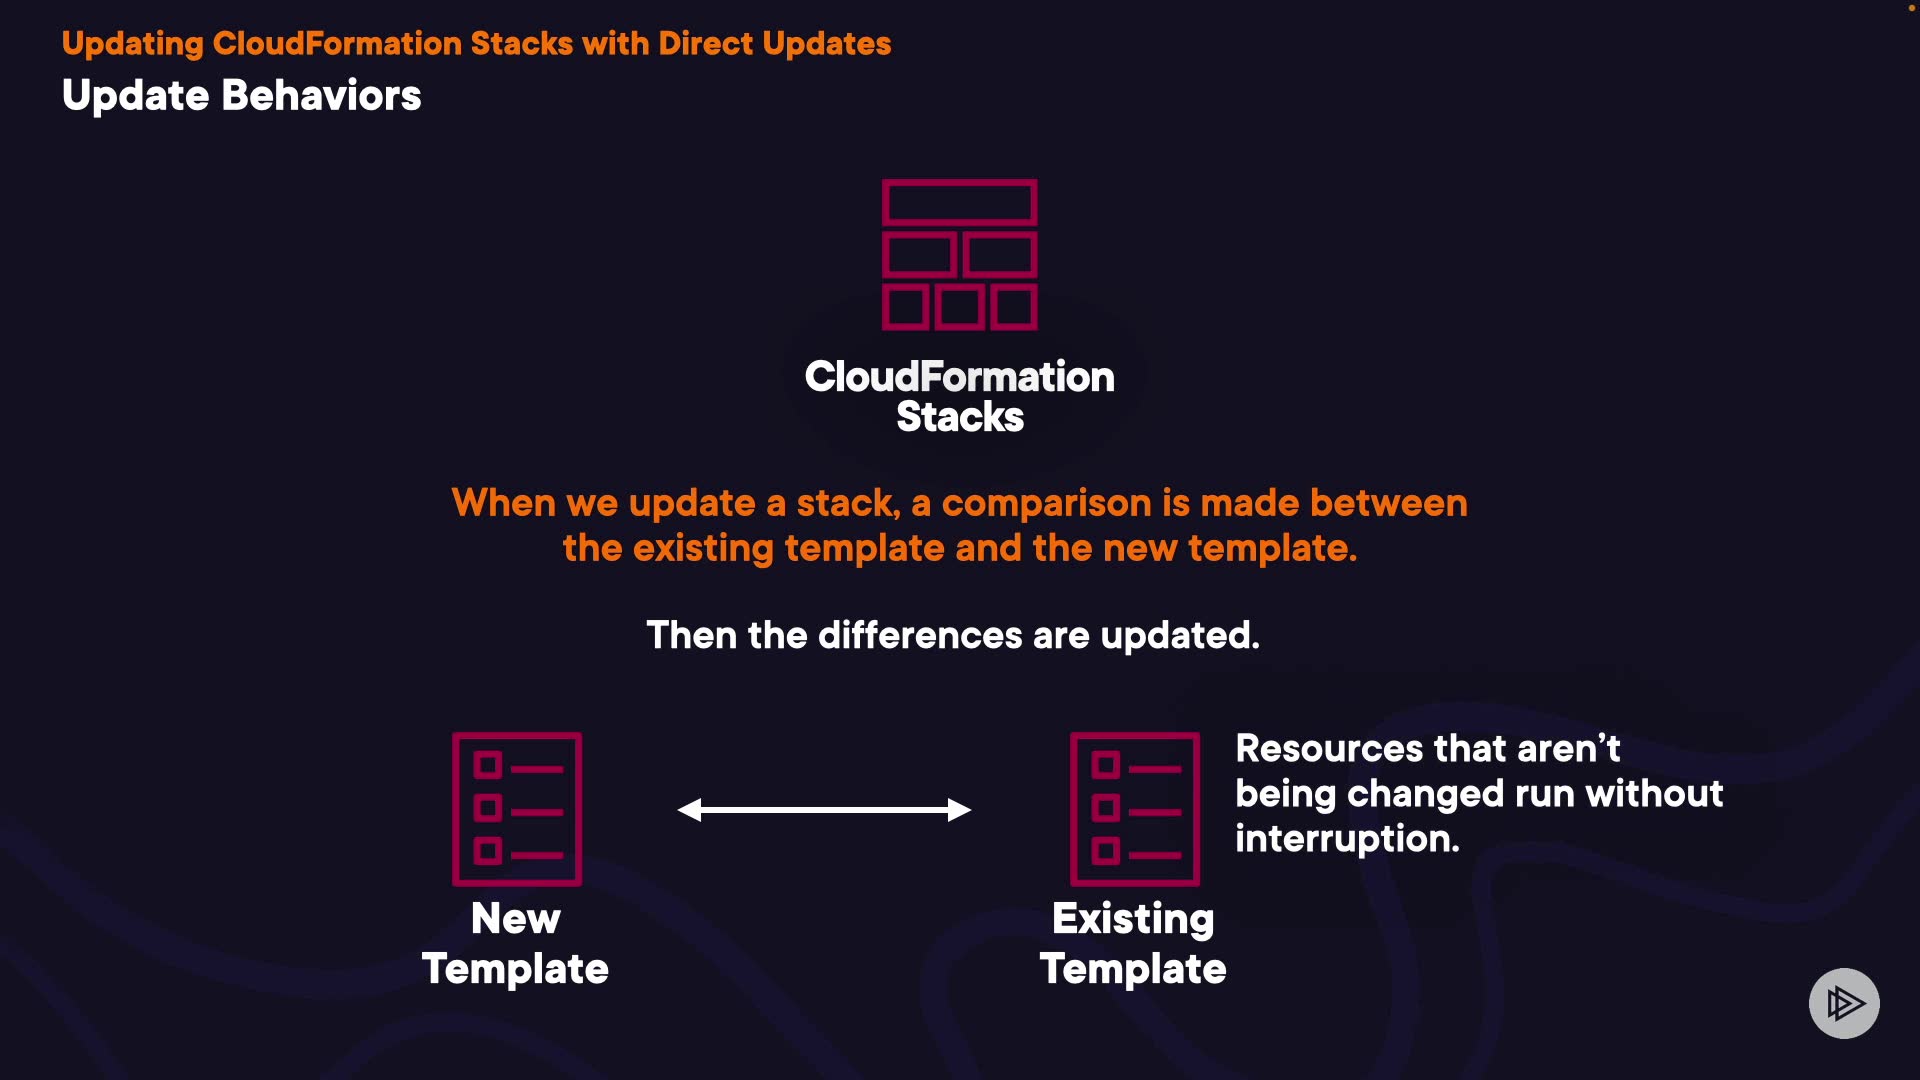 Updating CloudFormation Stacks with Direct Updates
Update Behaviors
CloudFormation
Stacks
When we update a stack, a comparison is made between
the existing template and the new template.
Then the differences are updated.
New
Template
Existing
Template
Resources that aren’t
being changed run without
interruption.